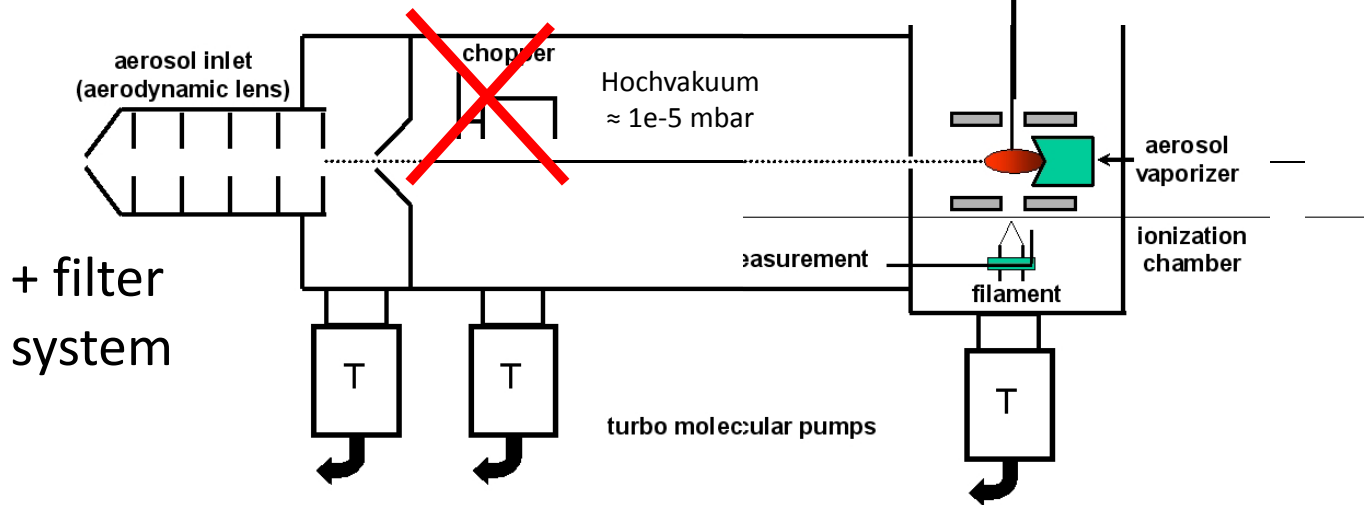 aerosol inlet
(aerodynamic lens)
chopper
Hochvakuum
≈ 1e-5 mbar
aerosol
vaporizer
+ filter
system
easurement
ionization
chamber
filament
T
T
T
turbo molecular pumps